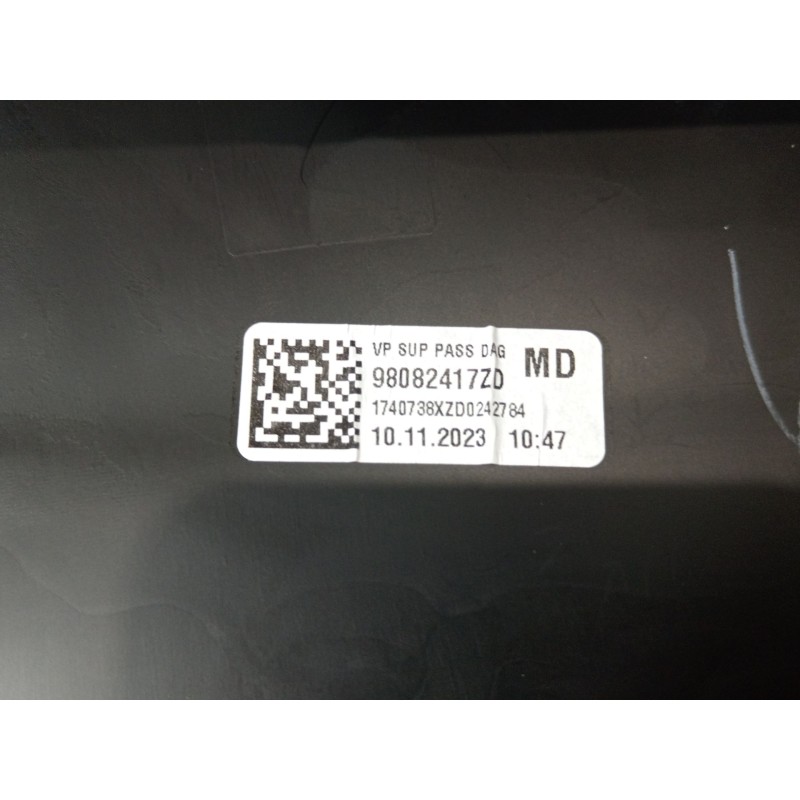 VP SUP PASS DAG MD
98082417ZD
1740738XZD0242784
10.11.2023 10:47